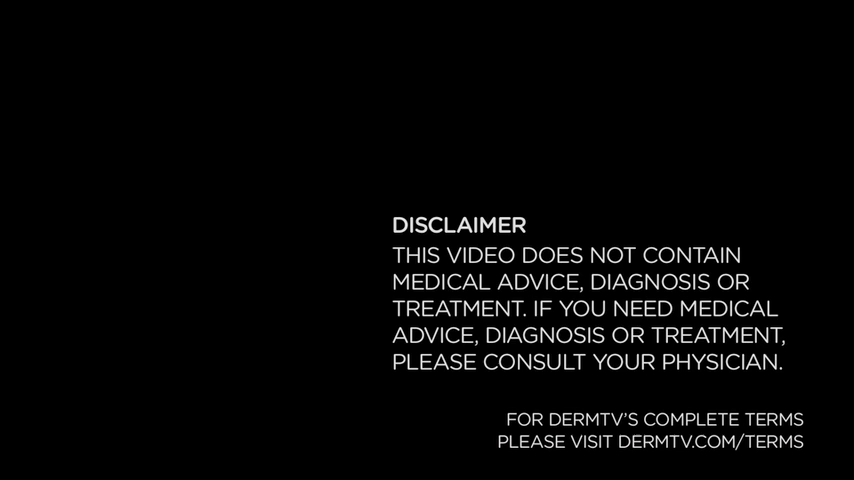 DISCLAIMER
THIS VIDEO DOES NOT CONTAIN
MEDICAL ADVICE, DIAGNOSIS OR
TREATMENT. IF YOU NEED MEDICAL
ADVICE, DIAGNOSIS OR TREATMENT,
PLEASE CONSULT YOUR PHYSICIAN.
FOR DERMTV'S COMPLETE TERMS
PLEASE VISIT DERMTV.COM/TERMS